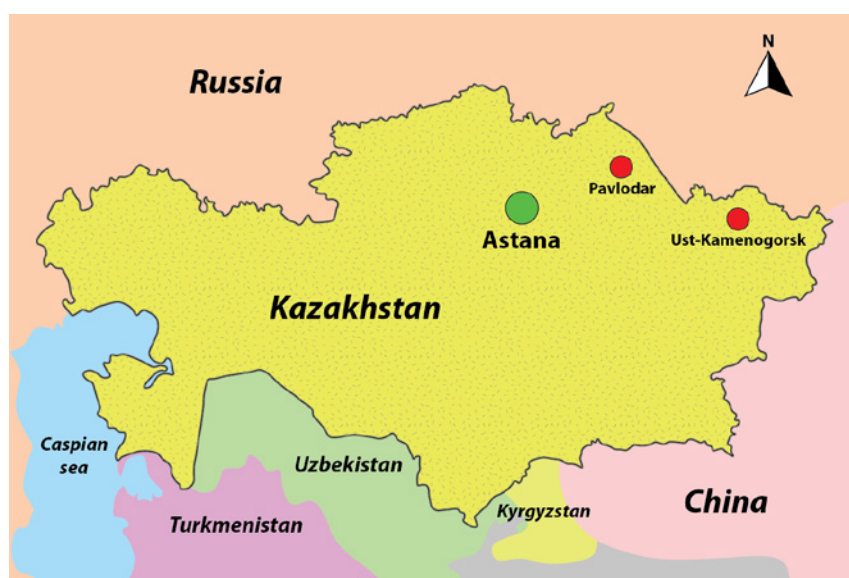 N
Russia
Pavlodar
Astana
Ust-Kamenogorsk
Kazakhstan
Caspian
sea
Uzbekistan
Turkmenistan
Kyrgyzstan
China